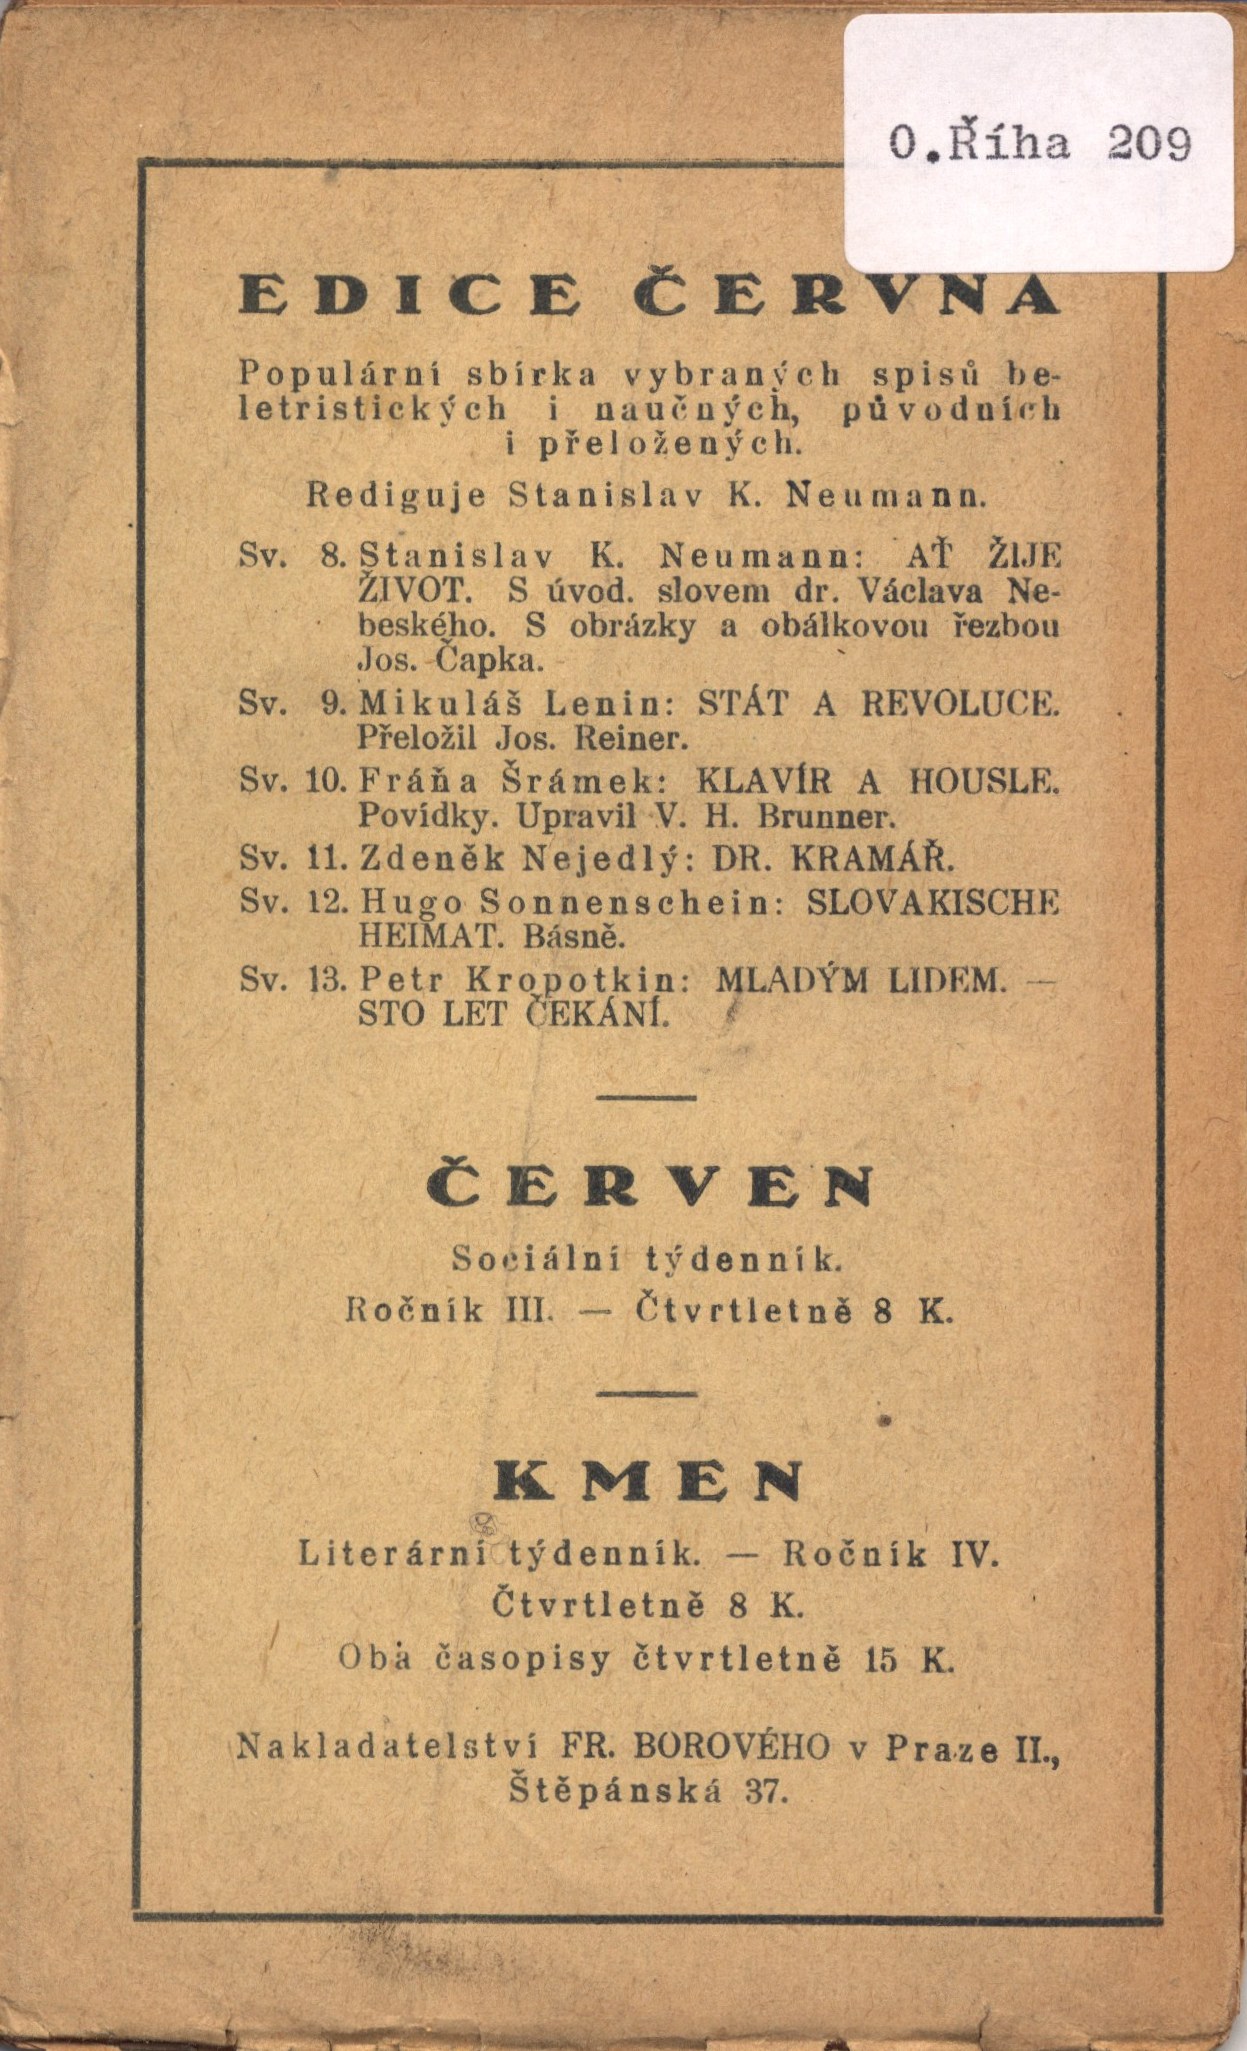 O.Říha 209
EDICE ČERVNA
Populární sbírka vybraných spisů be-
letristických i naučných, původních
i přeložených.
Rediguje Stanislav K. Neumann.
Sv. 8. Stanislav K. Neumann: AŤ ŽIJE
ŽIVOT. S úvod. slovem dr. Václava Ne-
beského. S obrázky a obálkovou řezbou
Jos. Čapka.
Sv. 9. Mikuláš Lenin: STÁT A REVOLUCE.
Přeložil Jos. Reiner.
Sv. 10. Fráňa Šrámek: KLAVÍR A HOUSLE.
Povídky. Upravil V. H. Brunner.
Sv. 11. Zdeněk Nejedlý: DR. KRAMÁŘ.
Sv. 12. Hugo Sonnenschein: SLOVAKISCHE
HEIMAT. Básně.
Sv. 13. Petr Kropotkin: MLADÝM LIDEM. —
STO LET ČEKÁNÍ.
ČERVEN
Sociální týdenník.
Ročník III. — Čtvrtletně 8 K.
KMEN
Literární týdenník. — Ročník IV.
Čtvrtletně 8 K.
Oba časopisy čtvrtletně 15 K.
Nakladatelství FR. BOROVÉHO v Praze II.,
Štěpánská 37.